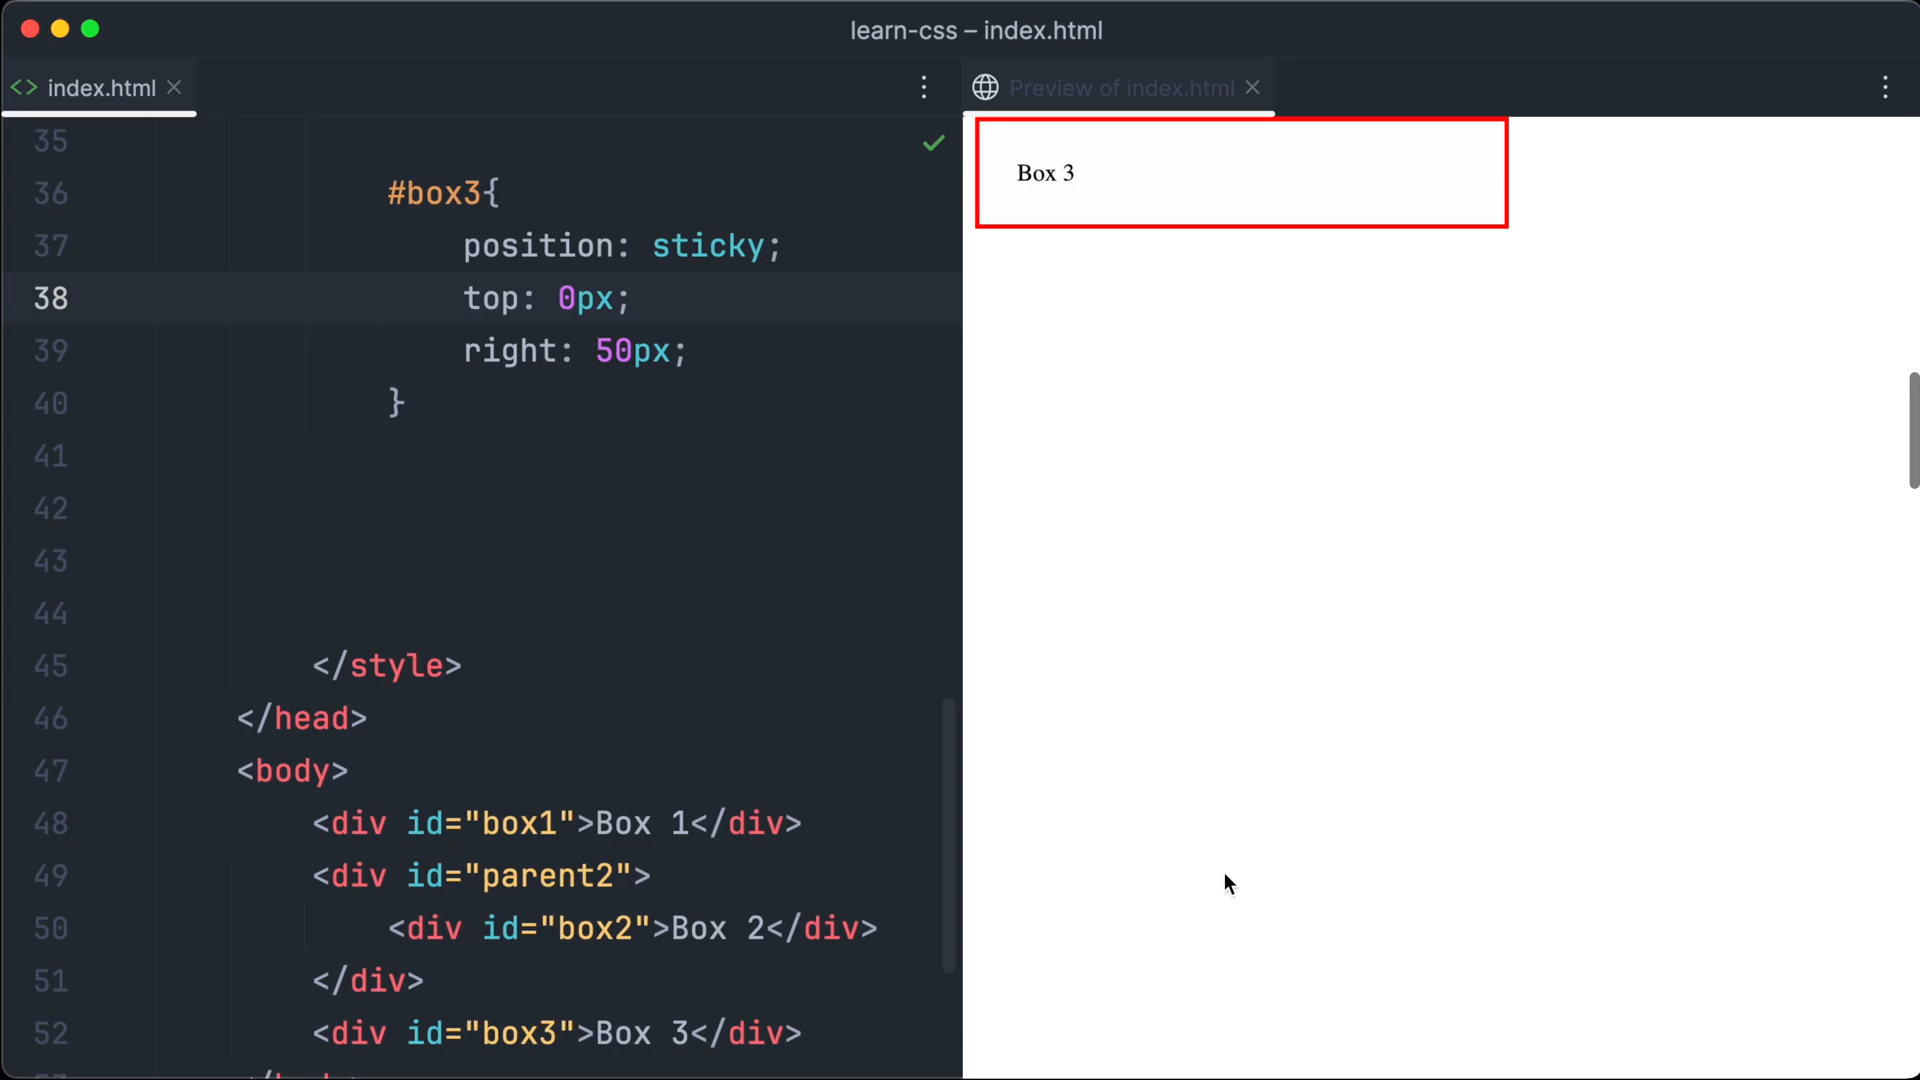 learn-css – index.html
<> index.html
Preview of index.html
35
36 #box3{
37 position: sticky;
38 top: 0px;
39 right: 50px;
40 }
41
42
43
44
45 </style>
46 </head>
47 <body>
48 <div id="box1">Box 1</div>
49 <div id="parent2">
50 <div id="box2">Box 2</div>
51 </div>
52 <div id="box3">Box 3</div>
Box 3